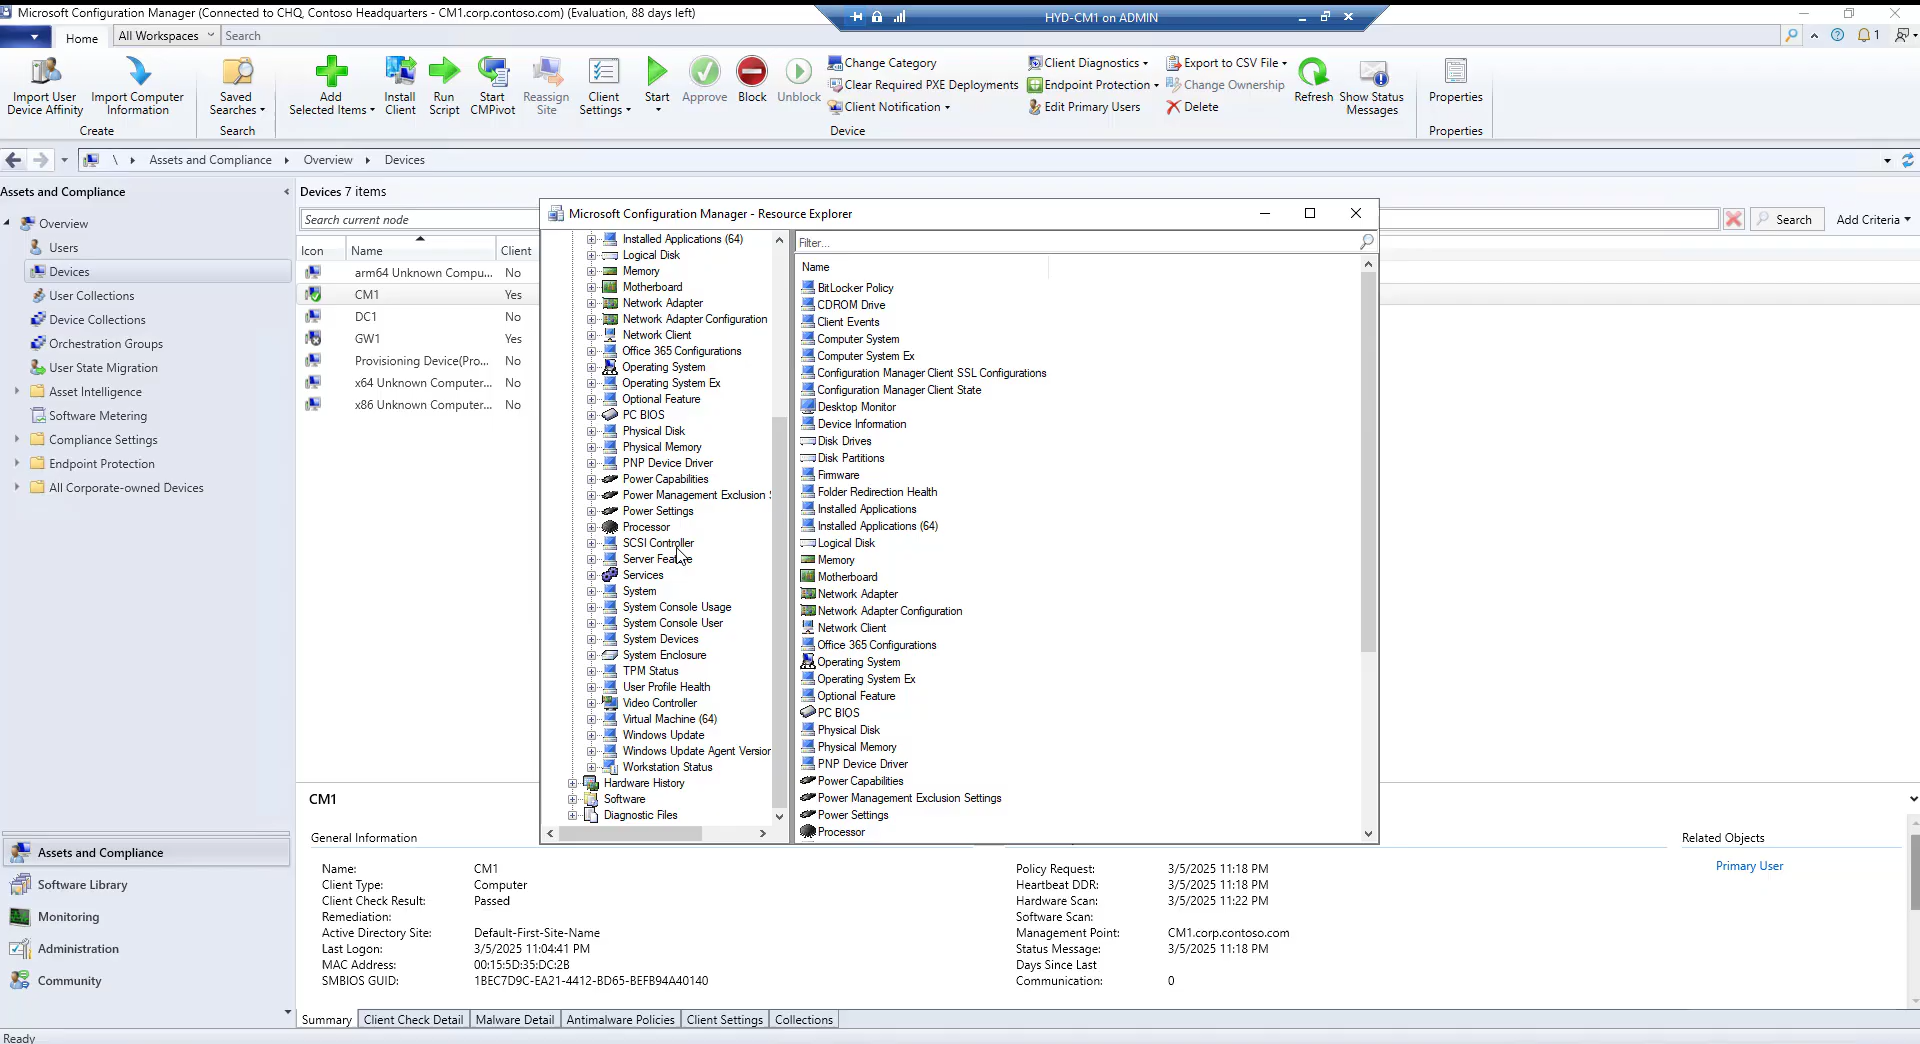 Microsoft Configuration Manager (Connected to CHQ, Contoso Headquarters - CM1.corp.contoso.com) (Evaluation, 88 days left)
HYD-CM1 on ADMIN
Home
All Workspaces
Search
1
Import User
Device Affinity
Import Computer
Information
Create
Saved
Searches
Search
Add
Selected Items
Install
Client
Run
Script
Start
CMPivot
Reassign
Site
Client
Settings
Start
Approve
Block
Unblock
Change Category
Clear Required PXE Deployments
Client Notification
Client Diagnostics
Endpoint Protection
Edit Primary Users
Export to CSV File
Change Ownership
Delete
Device
Refresh
Show Status
Messages
Properties
Properties
\
Assets and Compliance
Overview
Devices
Assets and Compliance
Overview
Users
Devices
User Collections
Device Collections
Orchestration Groups
User State Migration
Asset Intelligence
Software Metering
Compliance Settings
Endpoint Protection
All Corporate-owned Devices
Assets and Compliance
Software Library
Monitoring
Administration
Community
Ready
Devices 7 items
Search current node
Search
Add Criteria
Icon Name Client
arm64 Unknown Compu... No
CM1 Yes
DC1 No
GW1 Yes
Provisioning Device(Pro... No
x64 Unknown Computer... No
x86 Unknown Computer... No
Microsoft Configuration Manager - Resource Explorer
Installed Applications (64)
Logical Disk
Memory
Motherboard
Network Adapter
Network Adapter Configuration
Network Client
Office 365 Configurations
Operating System
Operating System Ex
Optional Feature
PC BIOS
Physical Disk
Physical Memory
PNP Device Driver
Power Capabilities
Power Management Exclusion
Power Settings
Processor
SCSI Controller
Server Feature
Services
System
System Console Usage
System Console User
System Devices
System Enclosure
TPM Status
User Profile Health
Video Controller
Virtual Machine (64)
Windows Update
Windows Update Agent Version
Workstation Status
Hardware History
Software
Diagnostic Files
Filter...
Name
BitLocker Policy
CDROM Drive
Client Events
Computer System
Computer System Ex
Configuration Manager Client SSL Configurations
Configuration Manager Client State
Desktop Monitor
Device Information
Disk Drives
Disk Partitions
Firmware
Folder Redirection Health
Installed Applications
Installed Applications (64)
Logical Disk
Memory
Motherboard
Network Adapter
Network Adapter Configuration
Network Client
Office 365 Configurations
Operating System
Operating System Ex
Optional Feature
PC BIOS
Physical Disk
Physical Memory
PNP Device Driver
Power Capabilities
Power Management Exclusion Settings
Power Settings
Processor
CM1
General Information
Name: CM1
Client Type: Computer
Client Check Result: Passed
Remediation:
Active Directory Site: Default-First-Site-Name
Last Logon: 3/5/2025 11:04:41 PM
MAC Address: 00:15:5D:35:DC:2B
SMBIOS GUID: 1BEC7D9C-EA21-4412-BD65-BEFB94A40140
Policy Request: 3/5/2025 11:18 PM
Heartbeat DDR: 3/5/2025 11:18 PM
Hardware Scan: 3/5/2025 11:22 PM
Software Scan:
Management Point: CM1.corp.contoso.com
Status Message: 3/5/2025 11:18 PM
Days Since Last
Communication: 0
Related Objects
Primary User
Summary
Client Check Detail
Malware Detail
Antimalware Policies
Client Settings
Collections